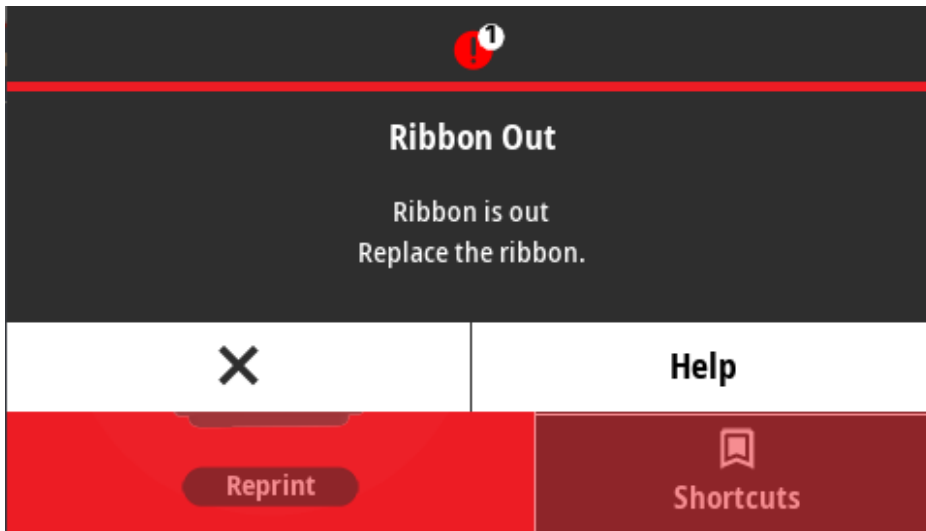 1
Ribbon Out
Ribbon is out
Replace the ribbon.
Help
Reprint
Shortcuts